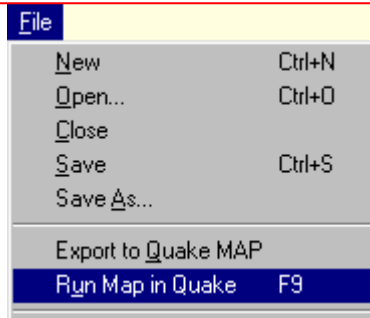 File
New Ctrl+N
Open... Ctrl+O
Close
Save Ctrl+S
Save As...
Export to Quake MAP
Run Map in Quake F9